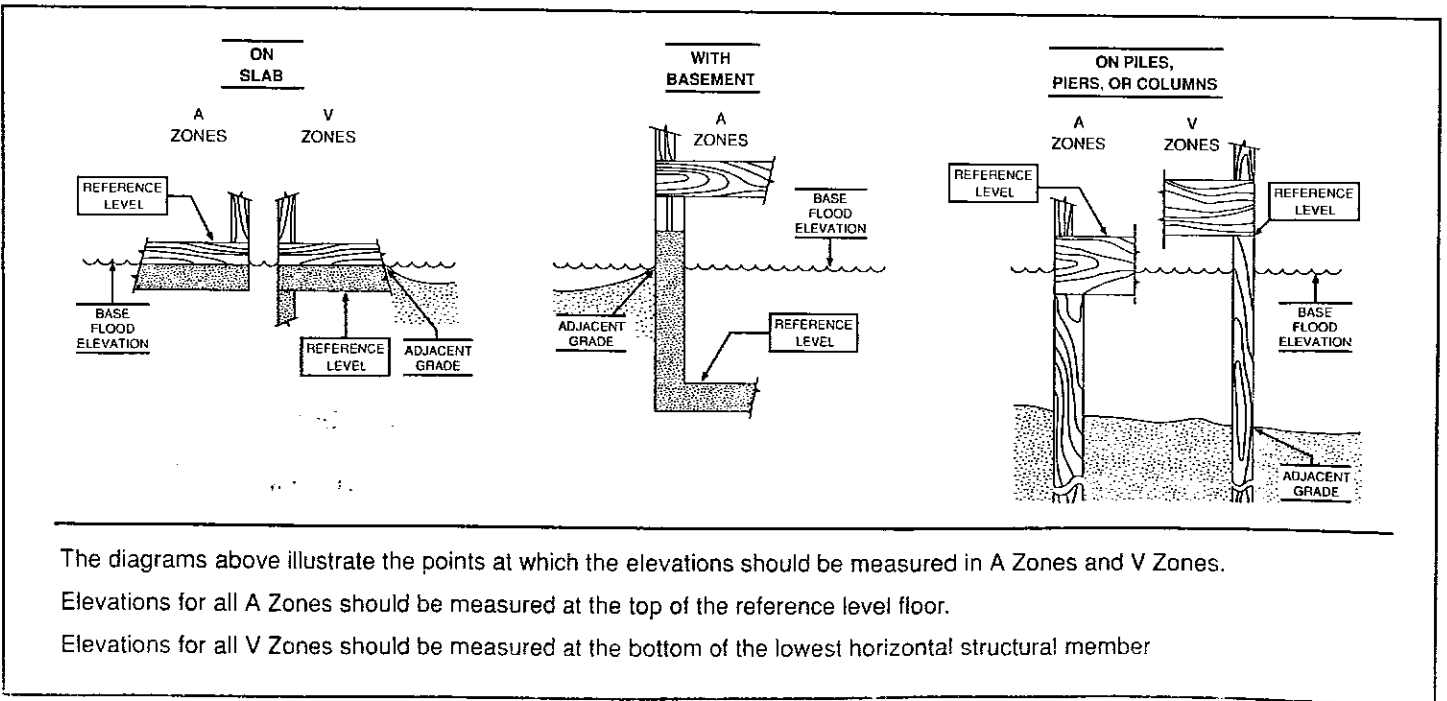 ON
SLAB
A
ZONES
V
ZONES
REFERENCE
LEVEL
BASE
FLOOD
ELEVATION
REFERENCE
LEVEL
ADJACENT
GRADE
WITH
BASEMENT
A
ZONES
BASE
FLOOD
ELEVATION
ADJACENT
GRADE
REFERENCE
LEVEL
ON PILES,
PIERS, OR COLUMNS
A
ZONES
V
ZONES
REFERENCE
LEVEL
REFERENCE
LEVEL
BASE
FLOOD
ELEVATION
ADJACENT
GRADE
The diagrams above illustrate the points at which the elevations should be measured in A Zones and V Zones.
Elevations for all A Zones should be measured at the top of the reference level floor.
Elevations for all V Zones should be measured at the bottom of the lowest horizontal structural member